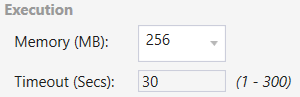 Execution
Memory (MB): 256
Timeout (Secs): 30 (1 - 300)